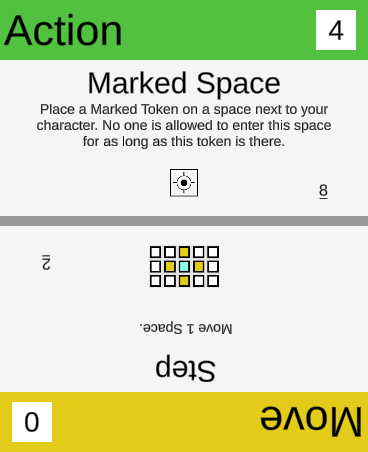 Action
4
Marked Space
Place a Marked Token on a space next to your
character. No one is allowed to enter this space
for as long as this token is there.
8
Move
0
Step
Move 1 Space.
2